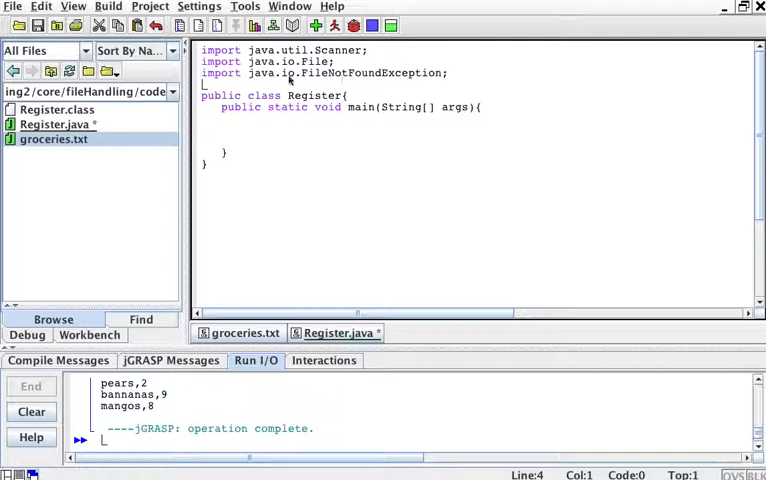 File Edit View Build Project Settings Tools Window Help
All Files Sort By Na...
ing2/core/fileHandling/code
Register.class
Register.java *
groceries.txt
Browse Find
Debug Workbench
import java.util.Scanner;
import java.io.File;
import java.io.FileNotFoundException;
public class Register{
public static void main(String[] args){
}
}
groceries.txt Register.java *
Compile Messages jGRASP Messages Run I/O Interactions
End
Clear
Help
pears,2
bannanas,9
mangos,8
----jGRASP: operation complete.
Line:4 Col:1 Code:0 Top:1 OVS BLK